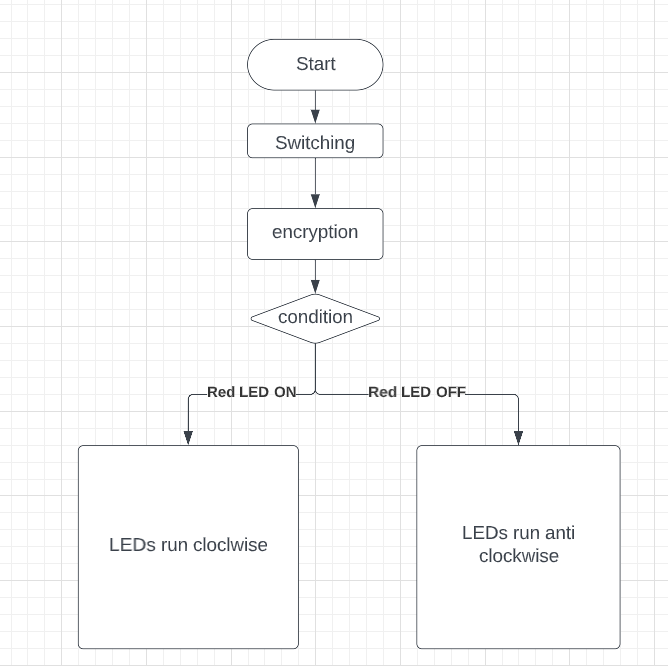 Start
Switching
encryption
condition
Red LED ON
Red LED OFF
LEDs run cloclwise
LEDs run anti
clockwise